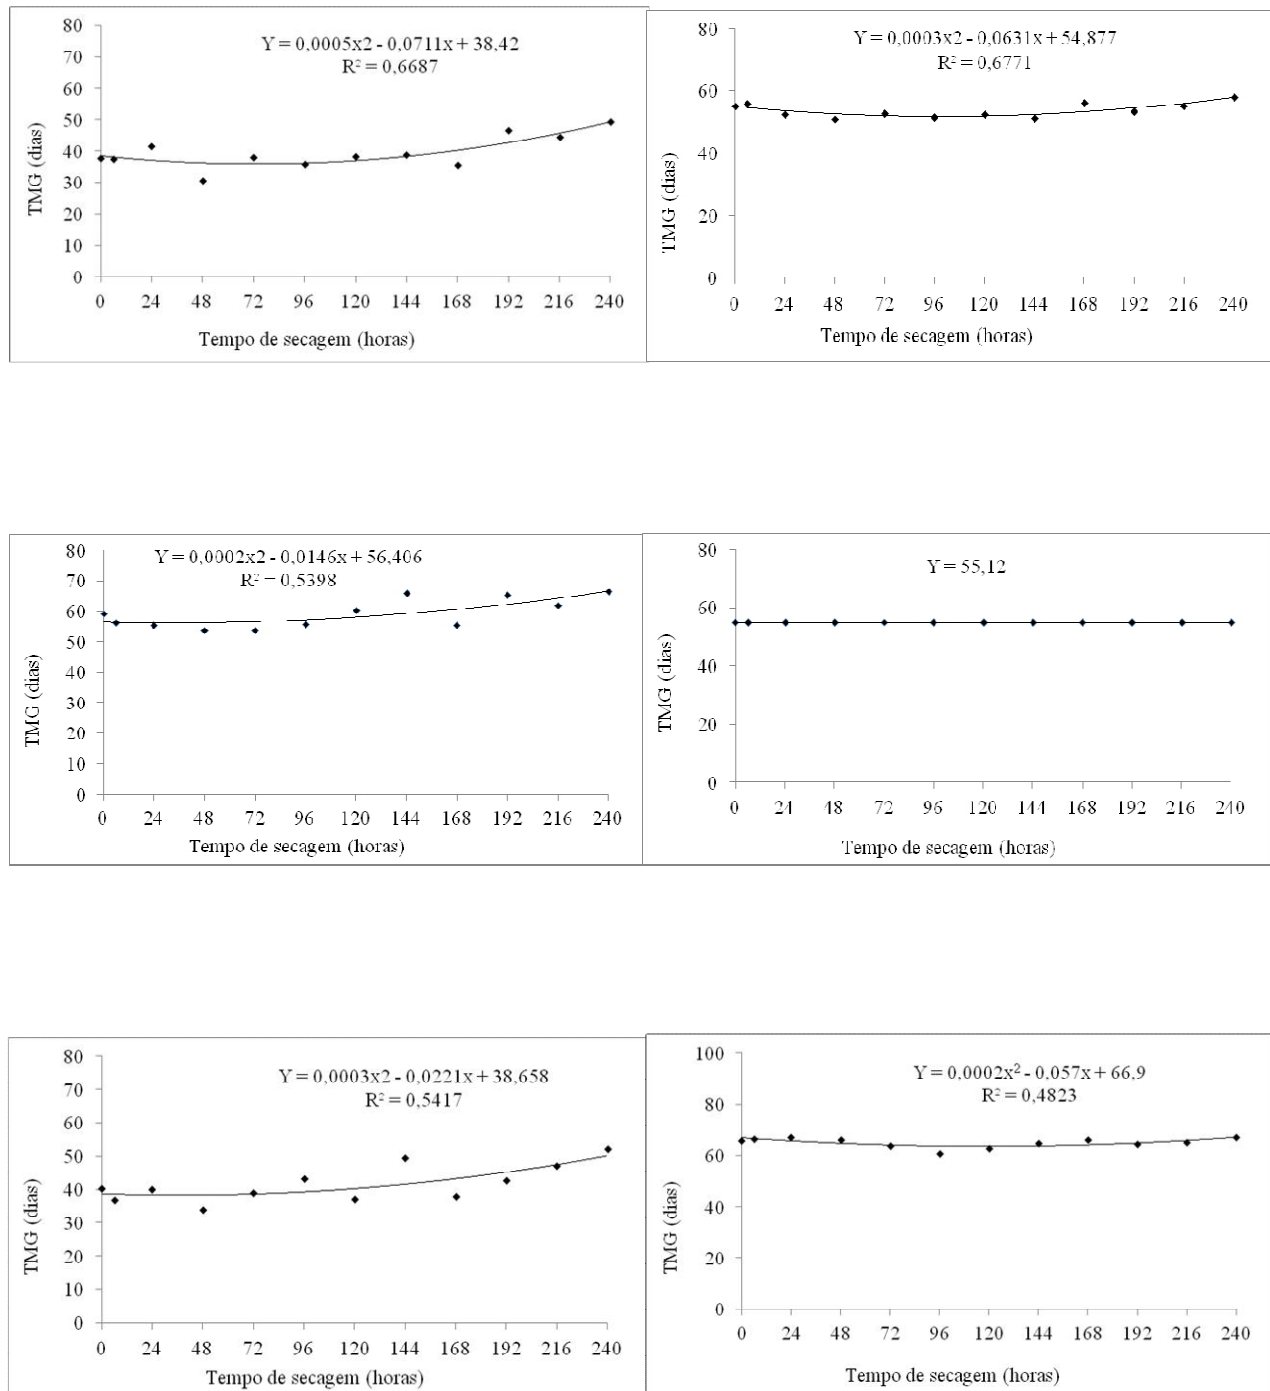 Y = 0,0005x2 - 0,0711x + 38,42
R² = 0,6687
80
70
60
50
40
30
20
10
0
TMG (dias)
0 24 48 72 96 120 144 168 192 216 240
Tempo de secagem (horas)
Y = 0,0003x2 - 0,0631x + 54,877
R² = 0,6771
80
60
40
20
0
TMG (dias)
0 24 48 72 96 120 144 168 192 216 240
Tempo de secagem (horas)
Y = 0,0002x2 - 0,0146x + 56,406
R² = 0,5398
80
70
60
50
40
30
20
10
0
TMG (dias)
0 24 48 72 96 120 144 168 192 216 240
Tempo de secagem (horas)
Y = 55,12
80
60
40
20
0
TMG (dias)
0 24 48 72 96 120 144 168 192 216 240
Tempo de secagem (horas)
Y = 0,0003x2 - 0,0221x + 38,658
R² = 0,5417
80
70
60
50
40
30
20
10
0
TMG (dias)
0 24 48 72 96 120 144 168 192 216 240
Tempo de secagem (horas)
Y = 0,0002x² - 0,057x + 66,9
R² = 0,4823
100
80
60
40
20
0
TMG (dias)
0 24 48 72 96 120 144 168 192 216 240
Tempo de secagem (horas)